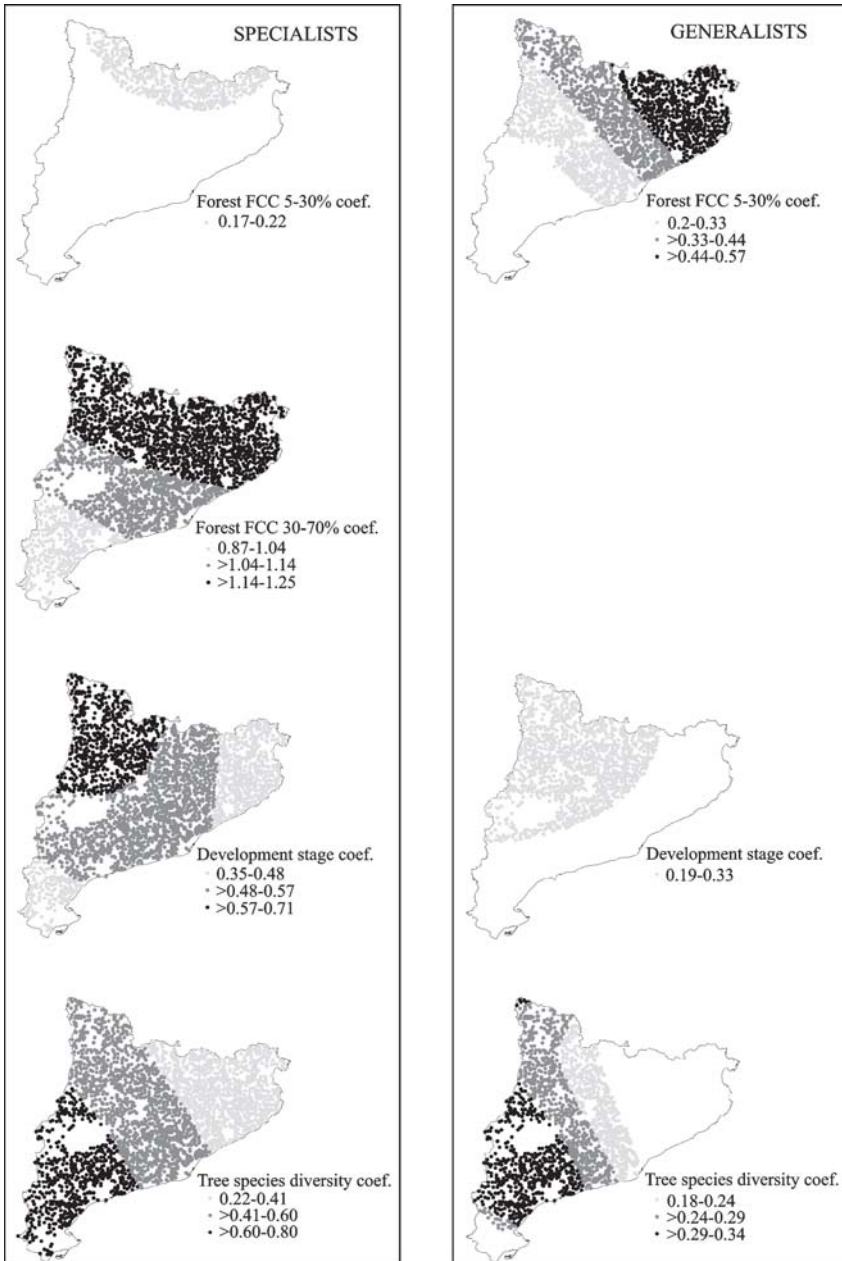 SPECIALISTS
Forest FCC 5-30% coef.
0.17-0.22
Forest FCC 30-70% coef.
0.87-1.04
>1.04-1.14
>1.14-1.25
Development stage coef.
0.35-0.48
>0.48-0.57
>0.57-0.71
Tree species diversity coef.
0.22-0.41
>0.41-0.60
>0.60-0.80
GENERALISTS
Forest FCC 5-30% coef.
0.2-0.33
>0.33-0.44
>0.44-0.57
Development stage coef.
0.19-0.33
Tree species diversity coef.
0.18-0.24
>0.24-0.29
>0.29-0.34